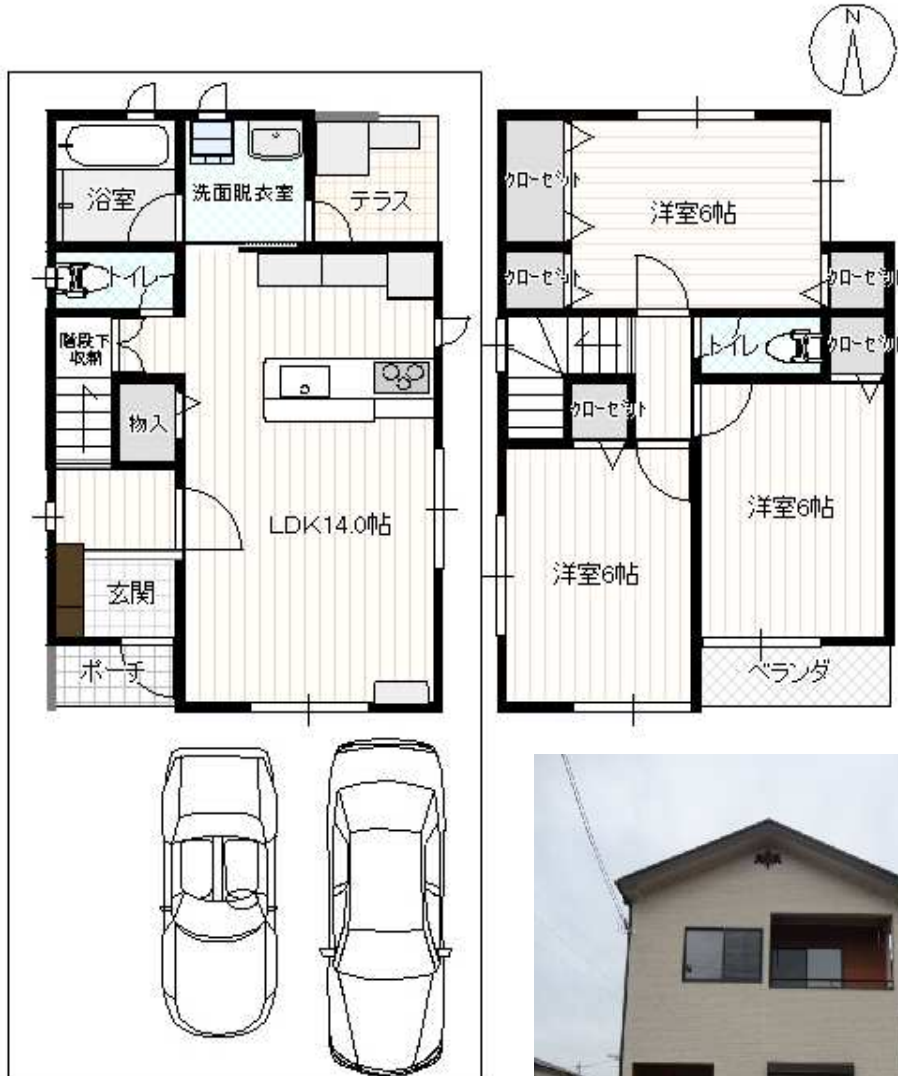 N
浴室
洗面脱衣室
テラス
トイレ
階段下
収納
物入
LDK14.0帖
玄関
ポーチ
クローゼット
洋室6帖
クローゼット
クローゼット
トイレ
クローゼット
クローゼット
洋室6帖
洋室6帖
ベランダ